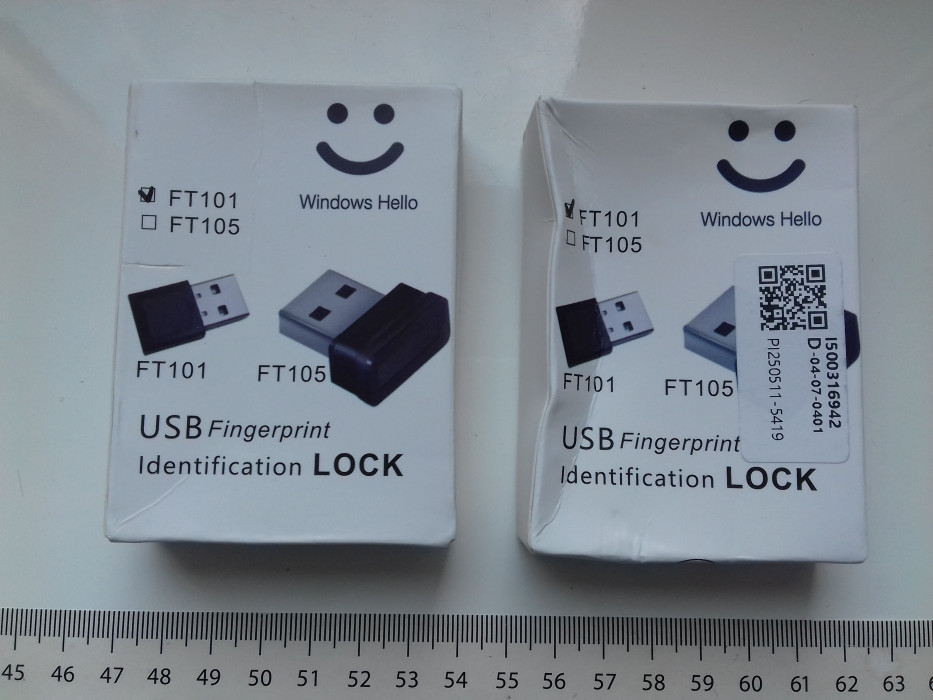 Windows Hello
FT101
FT105
FT101
FT105
USB Fingerprint
Identification LOCK
Windows Hello
FT101
FT105
FT101
FT105
I500316942
D-04-07-0401
PI250511-5419
USB Fingerprint
Identification LOCK
45 46 47 48 49 50 51 52 53 54 55 56 57 58 59 60 61 62 63